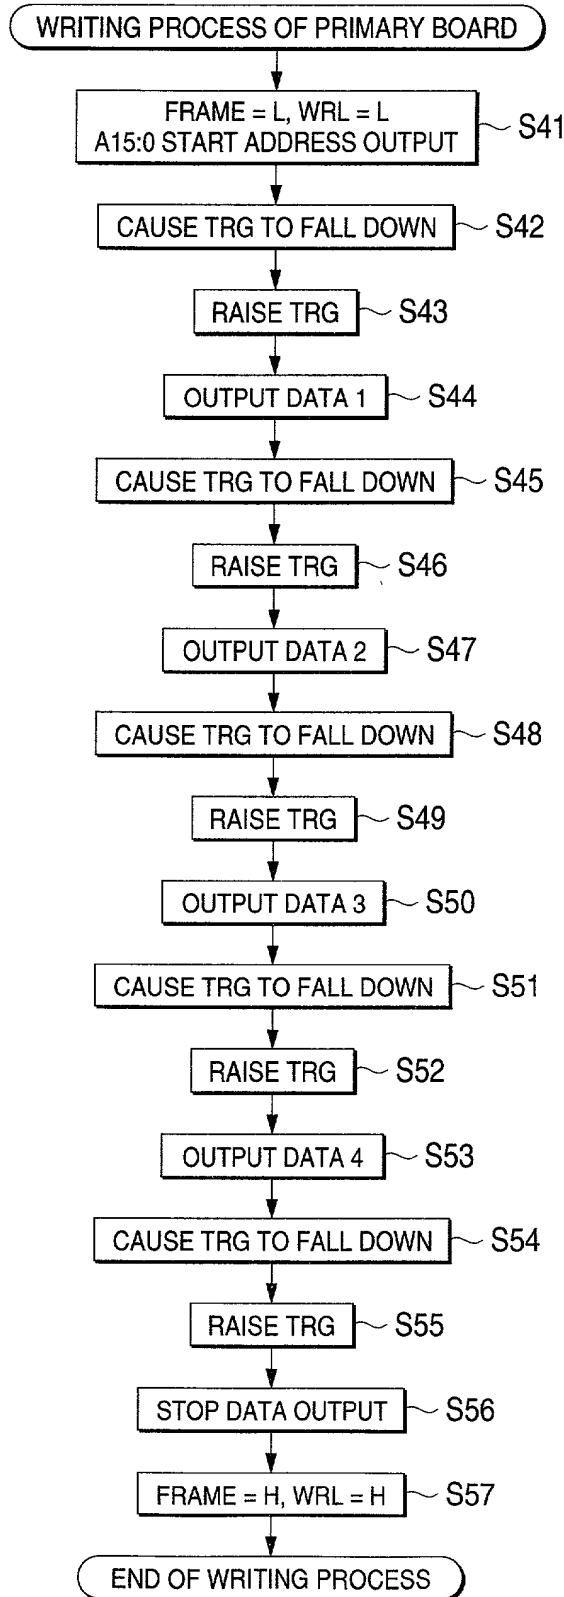 WRITING PROCESS OF PRIMARY BOARD
FRAME = L, WRL = L
A15:0 START ADDRESS OUTPUT
S41
CAUSE TRG TO FALL DOWN
S42
RAISE TRG
S43
OUTPUT DATA 1
S44
CAUSE TRG TO FALL DOWN
S45
RAISE TRG
S46
OUTPUT DATA 2
S47
CAUSE TRG TO FALL DOWN
S48
RAISE TRG
S49
OUTPUT DATA 3
S50
CAUSE TRG TO FALL DOWN
S51
RAISE TRG
S52
OUTPUT DATA 4
S53
CAUSE TRG TO FALL DOWN
S54
RAISE TRG
S55
STOP DATA OUTPUT
S56
FRAME = H, WRL = H
S57
END OF WRITING PROCESS